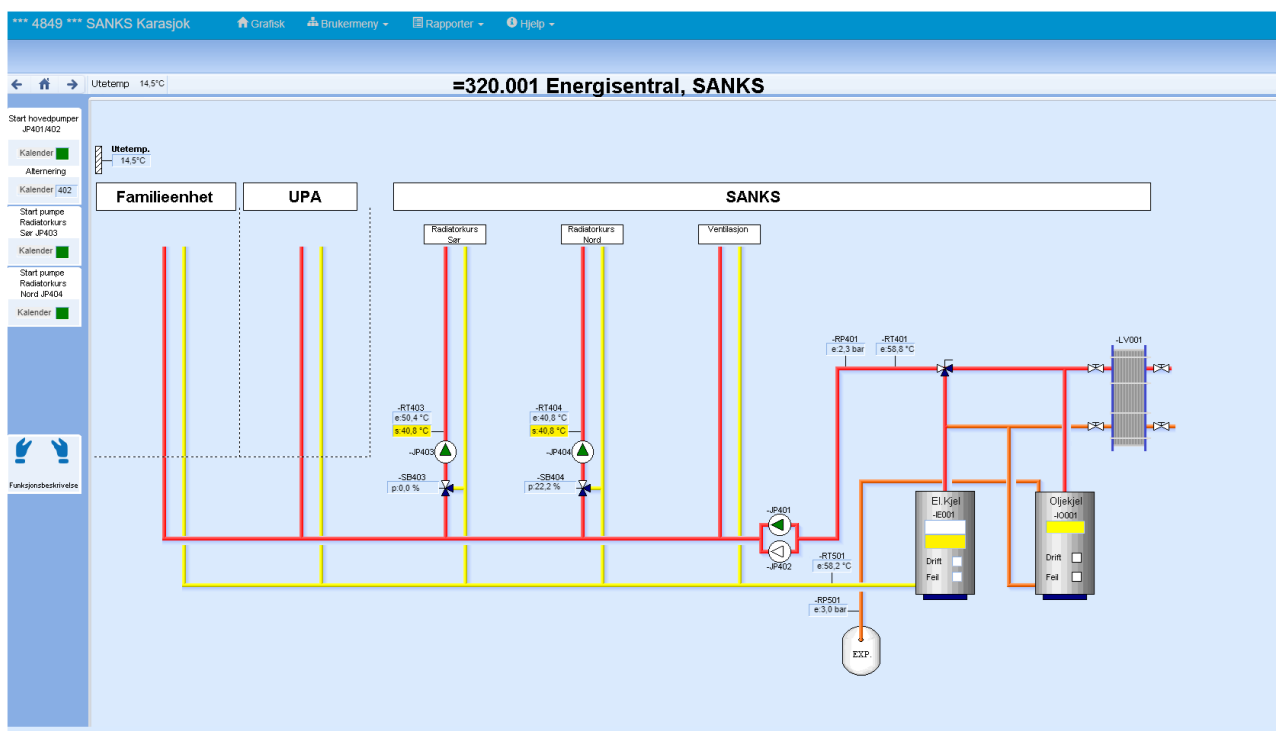 *** 4849 *** SANKS Karasjok Grafisk Brukermeny Rapporter Hjelp
Utetemp 14,5°C
=320.001 Energisentral, SANKS
Start hovedpumper
JP401/402
Kalender
Alternering
Kalender 402
Start pumpe
Radiatorkurs
Sør JP403
Kalender
Start pumpe
Radiatorkurs
Nord JP404
Kalender
Funksjonsbeskrivelse
Utetemp.
14,5°C
Familieenhet
UPA
SANKS
Radiatorkurs
Sør
Radiatorkurs
Nord
Ventilasjon
-RP401
e:2,3 bar
-RT401
e:58,8 °C
-LV001
-RT403
e:50,4 °C
s:40,8 °C
-JP403
-SB403
p:0,0 %
-RT404
e:40,8 °C
s:40,8 °C
-JP404
-SB404
p:22,2 %
-JP401
-JP402
-RT501
e:58,2 °C
-RP501
e:3,0 bar
EXP.
El.Kjel
-IE001
Drift
Feil
Oljekjel
-IO001
Drift
Feil